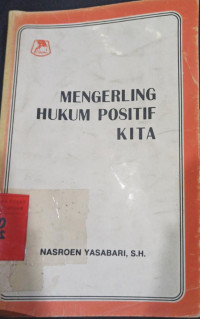 MENGERLING
HUKUM POSITIF
KITA
NASROEN YASABARI, S.H.